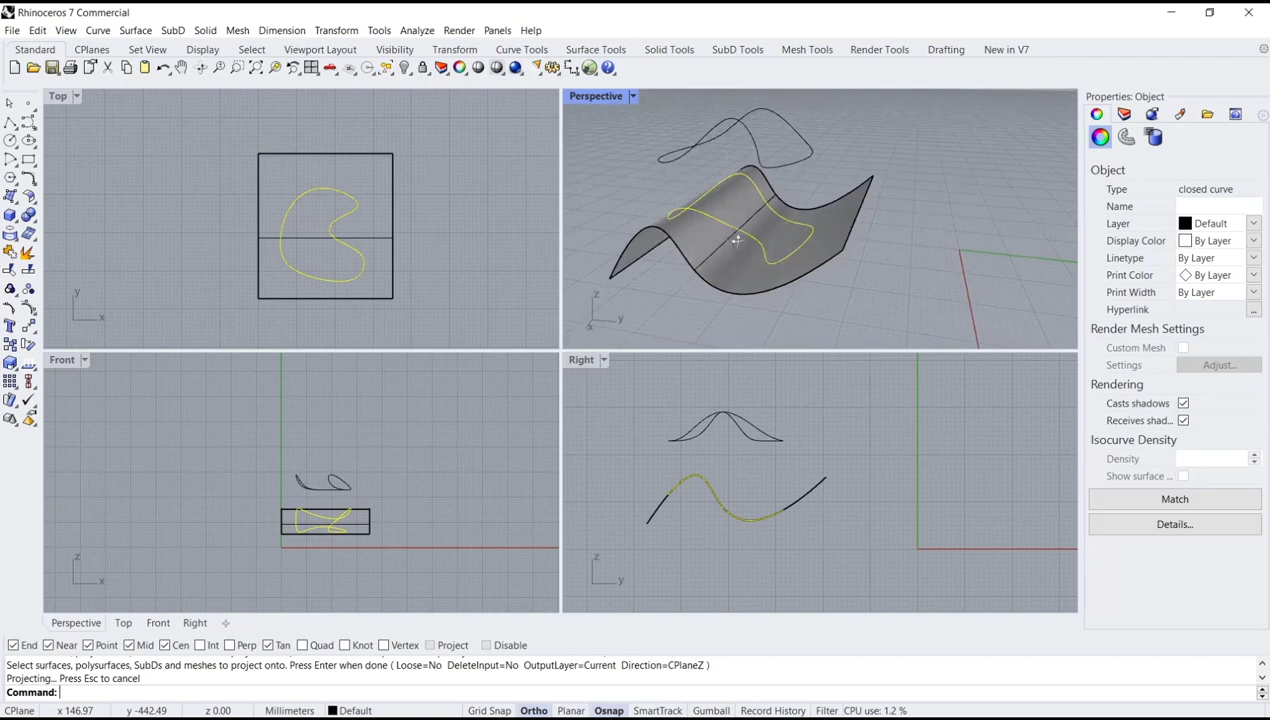 Rhinoceros 7 Commercial
File Edit View Curve Surface SubD Solid Mesh Dimension Transform Tools Analyze Render Panels Help
Standard CPlanes Set View Display Select Viewport Layout Visibility Transform Curve Tools Surface Tools Solid Tools SubD Tools Mesh Tools Render Tools Drafting New in V7
Top
y
x
Perspective
z
x y
Front
z
x
Right
z
y
Properties: Object
Object
Type closed curve
Name
Layer Default
Display Color By Layer
Linetype By Layer
Print Color By Layer
Print Width By Layer
Hyperlink ...
Render Mesh Settings
Custom Mesh
Settings Adjust...
Rendering
Casts shadows
Receives shad...
Isocurve Density
Density
Show surface ...
Match
Details...
Perspective Top Front Right
End Near Point Mid Cen Int Perp Tan Quad Knot Vertex Project Disable
Select surfaces, polysurfaces, SubDs and meshes to project onto. Press Enter when done ( Loose=No DeleteInput=No OutputLayer=Current Direction=CPlaneZ )
Projecting... Press Esc to cancel
Command:
CPlane x 146.97 y -442.49 z 0.00 Millimeters Default Grid Snap Ortho Planar Osnap SmartTrack Gumball Record History Filter CPU use: 1.2 %